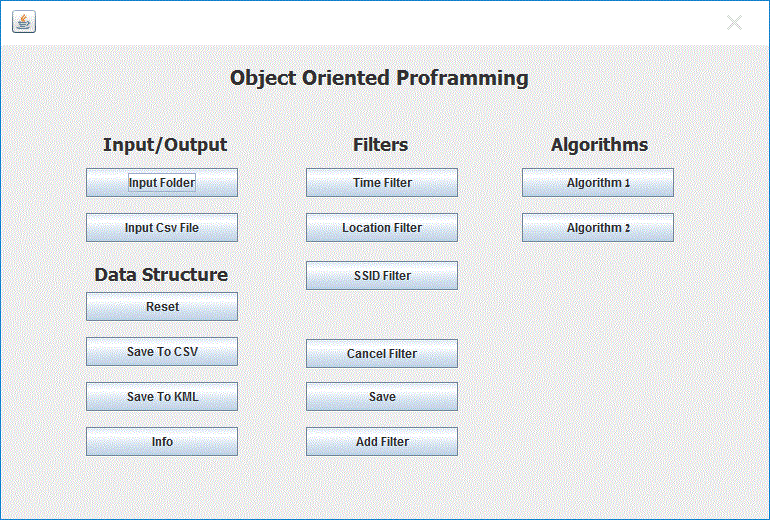 Object Oriented Proframming
Input/Output
Input Folder
Input Csv File
Data Structure
Reset
Save To CSV
Save To KML
Info
Filters
Time Filter
Location Filter
SSID Filter
Cancel Filter
Save
Add Filter
Algorithms
Algorithm 1
Algorithm 2